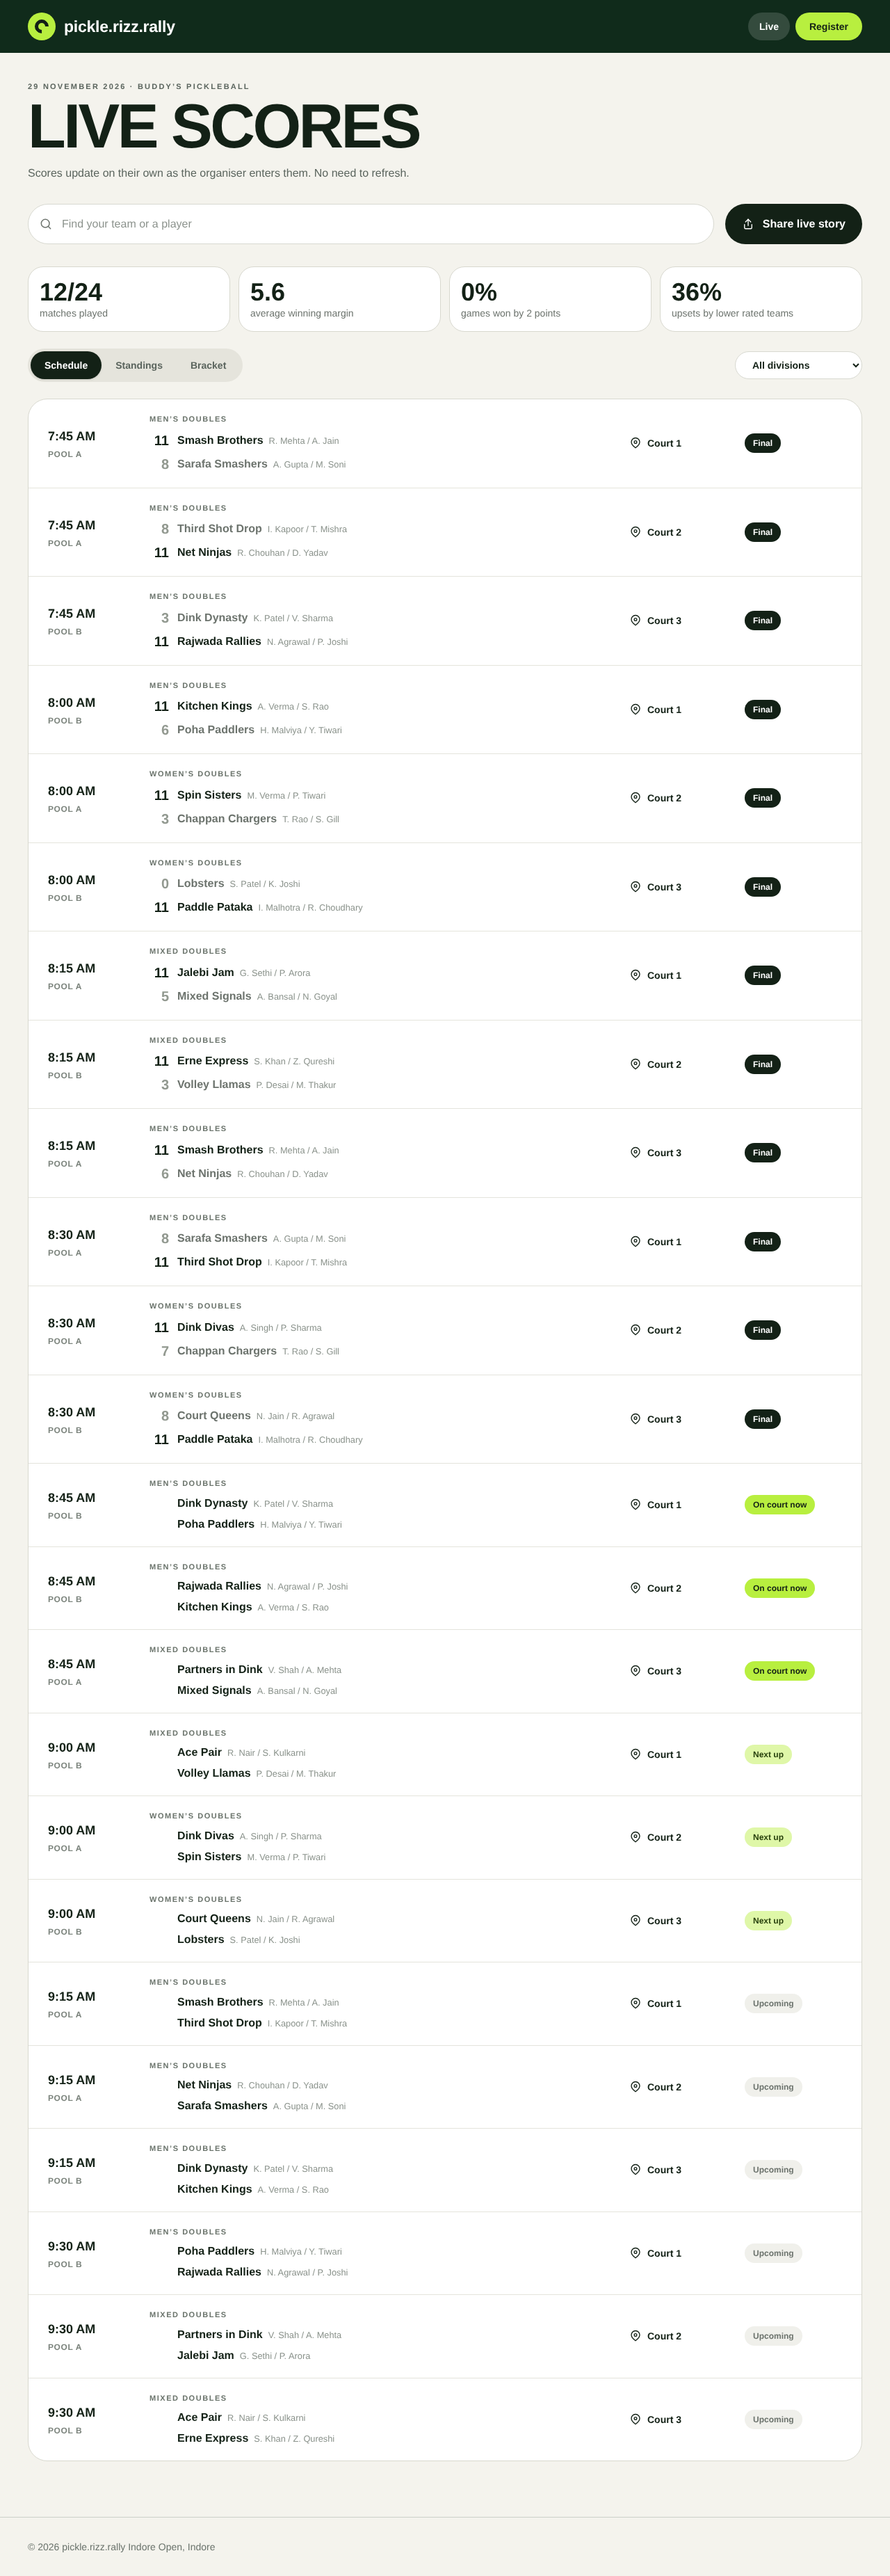 pickle.rizz.rally
Live
Register
29 NOVEMBER 2026 · BUDDY'S PICKLEBALL
LIVE SCORES
Scores update on their own as the organiser enters them. No need to refresh.
Find your team or a player
Share live story
12/24
matches played
5.6
average winning margin
0%
games won by 2 points
36%
upsets by lower rated teams
Schedule
Standings
Bracket
All divisions
7:45 AM
POOL A
MEN'S DOUBLES
11 Smash Brothers R. Mehta / A. Jain
8 Sarafa Smashers A. Gupta / M. Soni
Court 1
Final
7:45 AM
POOL A
MEN'S DOUBLES
8 Third Shot Drop I. Kapoor / T. Mishra
11 Net Ninjas R. Chouhan / D. Yadav
Court 2
Final
7:45 AM
POOL B
MEN'S DOUBLES
3 Dink Dynasty K. Patel / V. Sharma
11 Rajwada Rallies N. Agrawal / P. Joshi
Court 3
Final
8:00 AM
POOL B
MEN'S DOUBLES
11 Kitchen Kings A. Verma / S. Rao
6 Poha Paddlers H. Malviya / Y. Tiwari
Court 1
Final
8:00 AM
POOL A
WOMEN'S DOUBLES
11 Spin Sisters M. Verma / P. Tiwari
3 Chappan Chargers T. Rao / S. Gill
Court 2
Final
8:00 AM
POOL B
WOMEN'S DOUBLES
0 Lobsters S. Patel / K. Joshi
11 Paddle Pataka I. Malhotra / R. Choudhary
Court 3
Final
8:15 AM
POOL A
MIXED DOUBLES
11 Jalebi Jam G. Sethi / P. Arora
5 Mixed Signals A. Bansal / N. Goyal
Court 1
Final
8:15 AM
POOL B
MIXED DOUBLES
11 Erne Express S. Khan / Z. Qureshi
3 Volley Llamas P. Desai / M. Thakur
Court 2
Final
8:15 AM
POOL A
MEN'S DOUBLES
11 Smash Brothers R. Mehta / A. Jain
6 Net Ninjas R. Chouhan / D. Yadav
Court 3
Final
8:30 AM
POOL A
MEN'S DOUBLES
8 Sarafa Smashers A. Gupta / M. Soni
11 Third Shot Drop I. Kapoor / T. Mishra
Court 1
Final
8:30 AM
POOL A
WOMEN'S DOUBLES
11 Dink Divas A. Singh / P. Sharma
7 Chappan Chargers T. Rao / S. Gill
Court 2
Final
8:30 AM
POOL B
WOMEN'S DOUBLES
8 Court Queens N. Jain / R. Agrawal
11 Paddle Pataka I. Malhotra / R. Choudhary
Court 3
Final
8:45 AM
POOL B
MEN'S DOUBLES
Dink Dynasty K. Patel / V. Sharma
Poha Paddlers H. Malviya / Y. Tiwari
Court 1
On court now
8:45 AM
POOL B
MEN'S DOUBLES
Rajwada Rallies N. Agrawal / P. Joshi
Kitchen Kings A. Verma / S. Rao
Court 2
On court now
8:45 AM
POOL A
MIXED DOUBLES
Partners in Dink V. Shah / A. Mehta
Mixed Signals A. Bansal / N. Goyal
Court 3
On court now
9:00 AM
POOL B
MIXED DOUBLES
Ace Pair R. Nair / S. Kulkarni
Volley Llamas P. Desai / M. Thakur
Court 1
Next up
9:00 AM
POOL A
WOMEN'S DOUBLES
Dink Divas A. Singh / P. Sharma
Spin Sisters M. Verma / P. Tiwari
Court 2
Next up
9:00 AM
POOL B
WOMEN'S DOUBLES
Court Queens N. Jain / R. Agrawal
Lobsters S. Patel / K. Joshi
Court 3
Next up
9:15 AM
POOL A
MEN'S DOUBLES
Smash Brothers R. Mehta / A. Jain
Third Shot Drop I. Kapoor / T. Mishra
Court 1
Upcoming
9:15 AM
POOL A
MEN'S DOUBLES
Net Ninjas R. Chouhan / D. Yadav
Sarafa Smashers A. Gupta / M. Soni
Court 2
Upcoming
9:15 AM
POOL B
MEN'S DOUBLES
Dink Dynasty K. Patel / V. Sharma
Kitchen Kings A. Verma / S. Rao
Court 3
Upcoming
9:30 AM
POOL B
MEN'S DOUBLES
Poha Paddlers H. Malviya / Y. Tiwari
Rajwada Rallies N. Agrawal / P. Joshi
Court 1
Upcoming
9:30 AM
POOL A
MIXED DOUBLES
Partners in Dink V. Shah / A. Mehta
Jalebi Jam G. Sethi / P. Arora
Court 2
Upcoming
9:30 AM
POOL B
MIXED DOUBLES
Ace Pair R. Nair / S. Kulkarni
Erne Express S. Khan / Z. Qureshi
Court 3
Upcoming
© 2026 pickle.rizz.rally Indore Open, Indore